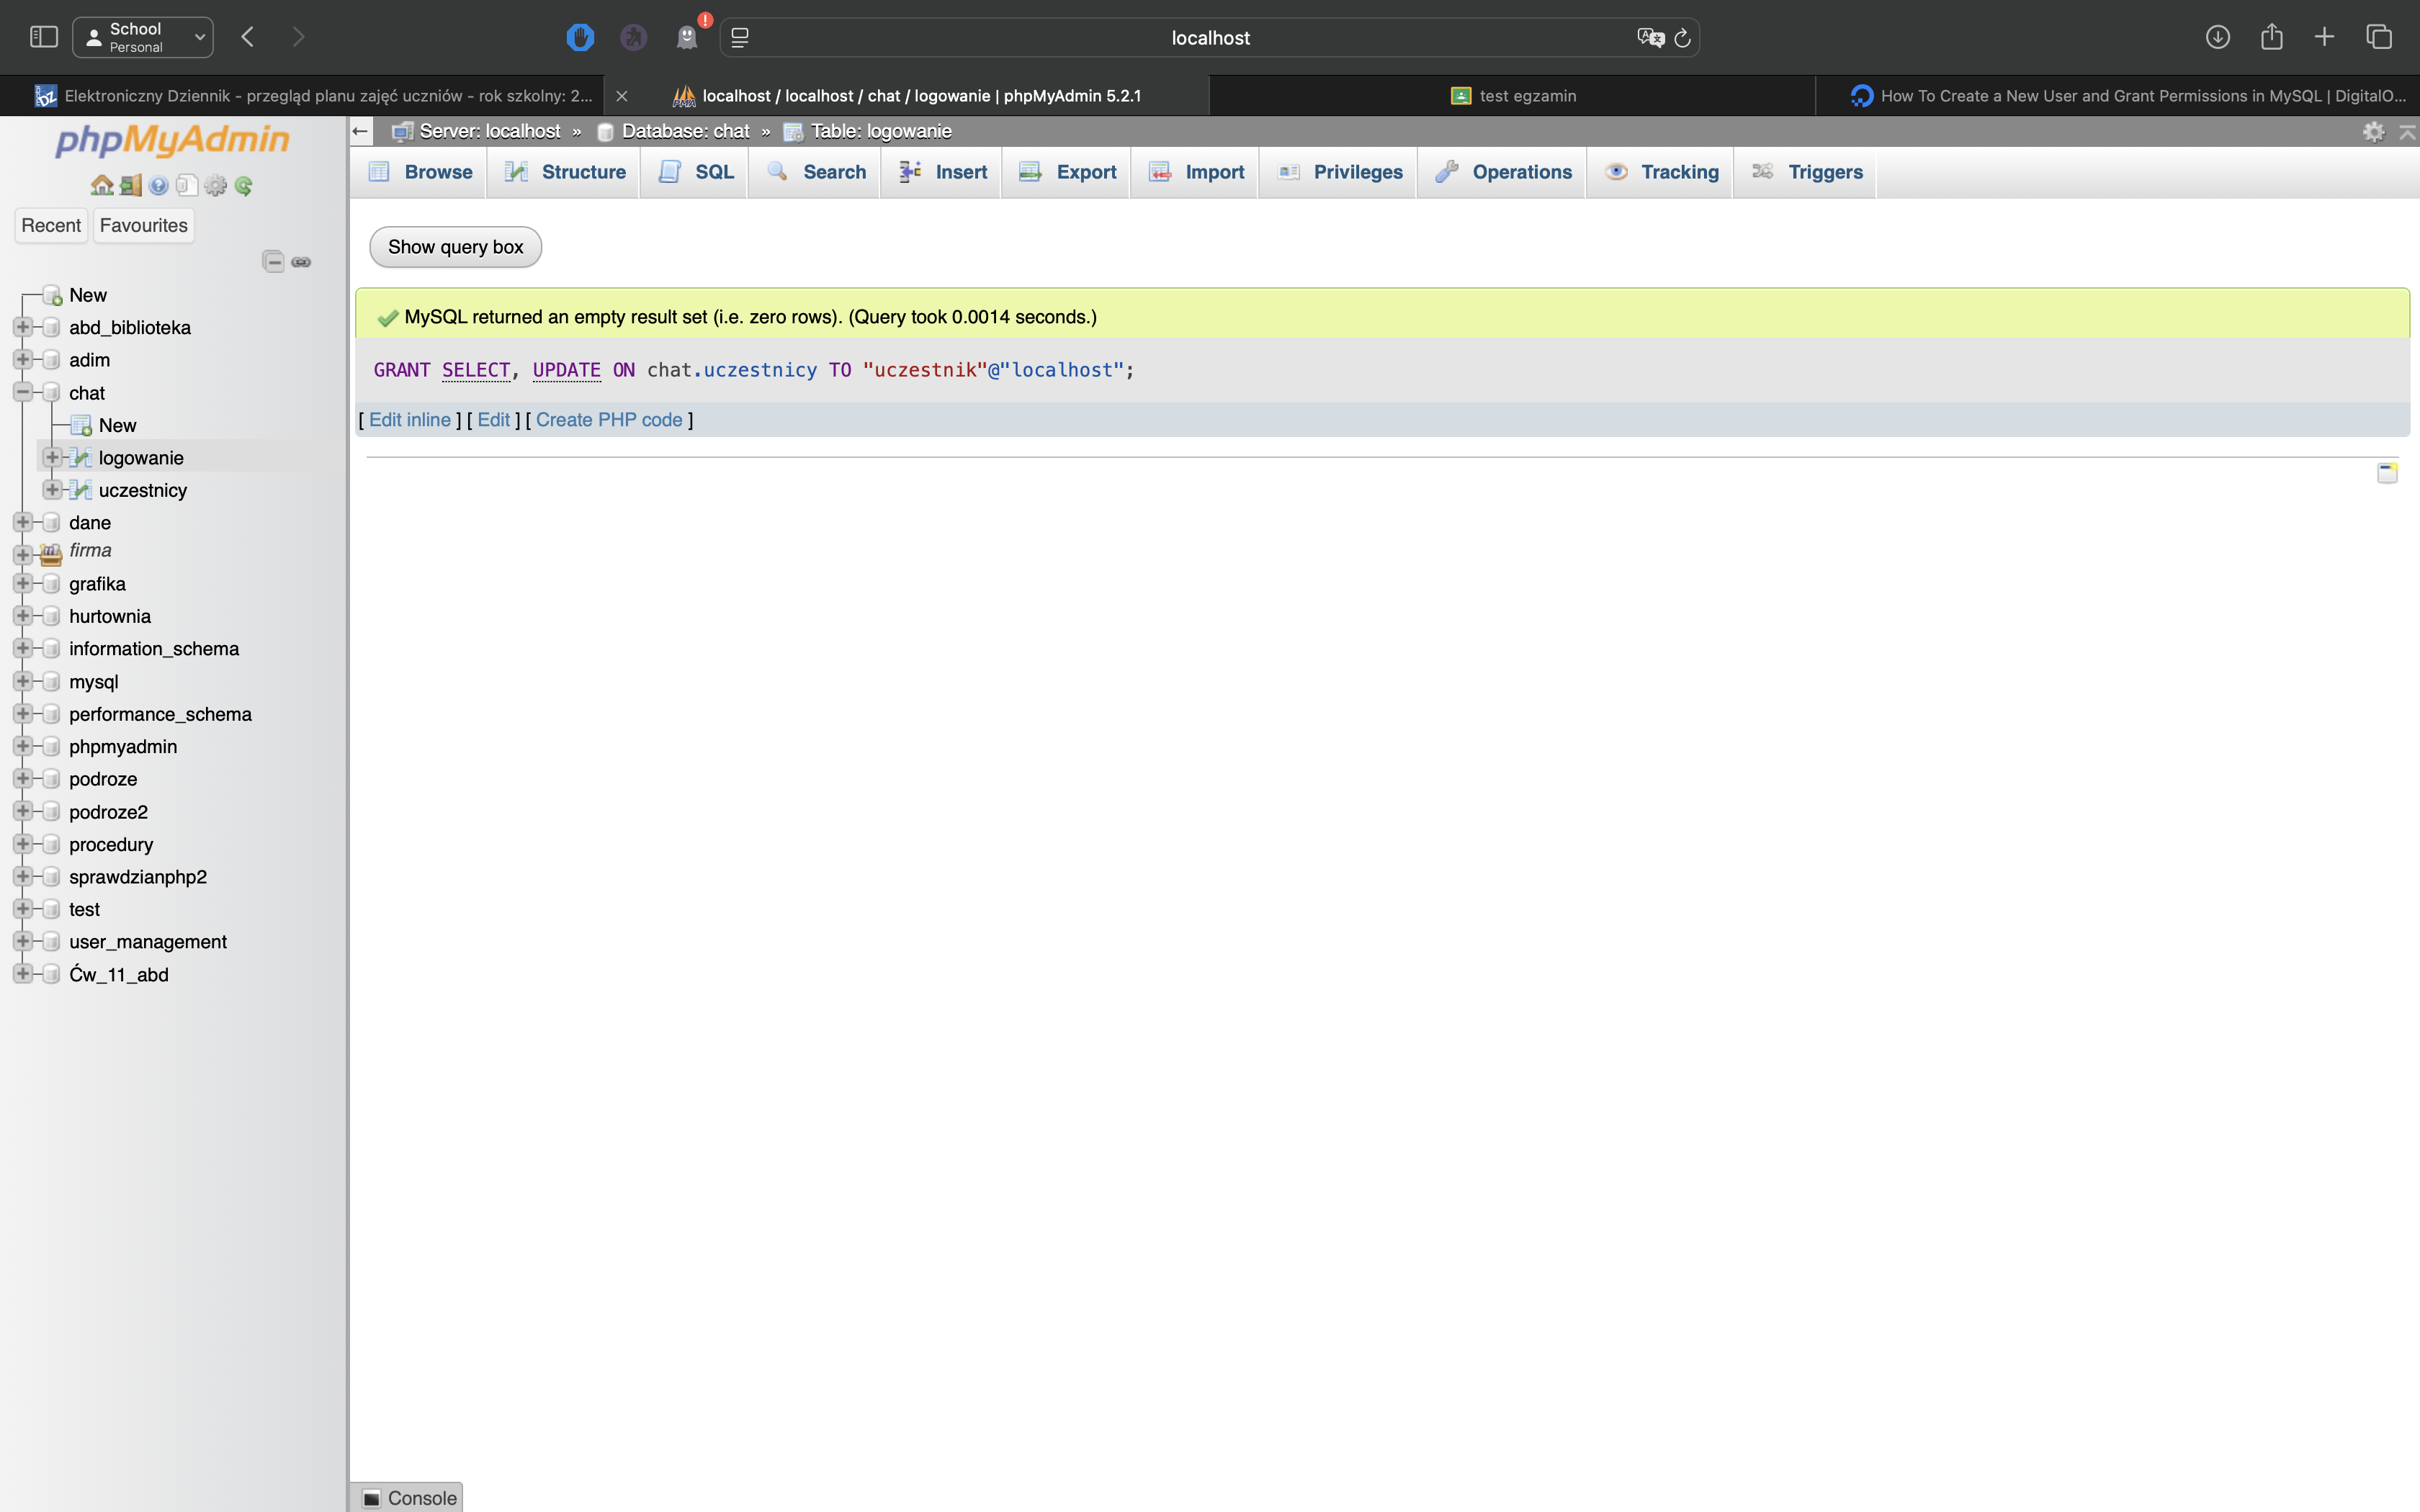 School
Personal
localhost
Elektroniczny Dziennik - przegląd planu zajęć uczniów - rok szkolny: 2...
localhost / localhost / chat / logowanie | phpMyAdmin 5.2.1
test egzamin
How To Create a New User and Grant Permissions in MySQL | DigitalO...
phpMyAdmin
Recent
Favourites
New
abd_biblioteka
adim
chat
New
logowanie
uczestnicy
dane
firma
grafika
hurtownia
information_schema
mysql
performance_schema
phpmyadmin
podroze
podroze2
procedury
sprawdzianphp2
test
user_management
Ćw_11_abd
Server: localhost » Database: chat » Table: logowanie
Browse Structure SQL Search Insert Export Import Privileges Operations Tracking Triggers
Show query box
MySQL returned an empty result set (i.e. zero rows). (Query took 0.0014 seconds.)
GRANT SELECT, UPDATE ON chat.uczestnicy TO "uczestnik"@"localhost";
[ Edit inline ] [ Edit ] [ Create PHP code ]
Console